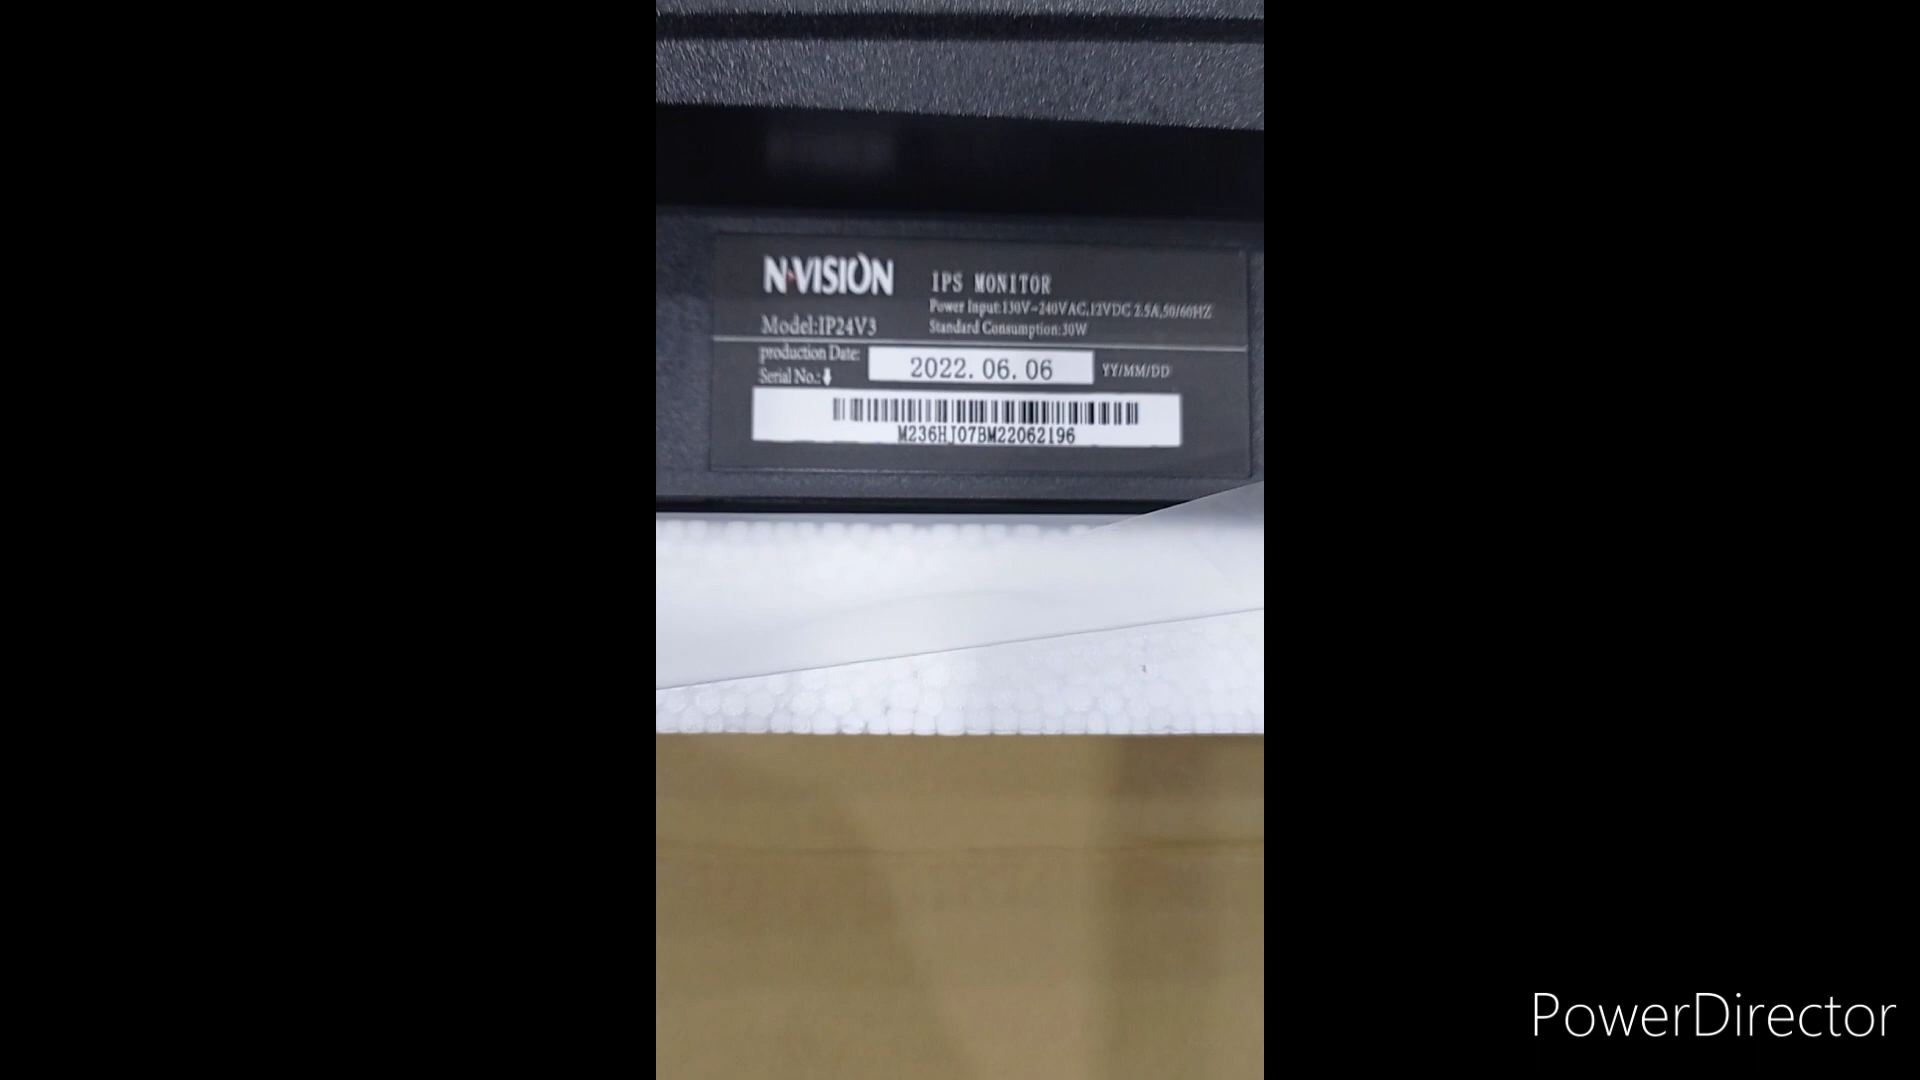 N-VISION
IPS MONITOR
Power Input:130V~240VAC,12VDC 2.5A,50/60HZ
Model:IP24V3
Standard Consumption:30W
production Date:
2022.06.06
YY/MM/DD
Serial No.:
M236HJ07BM22062196
PowerDirector